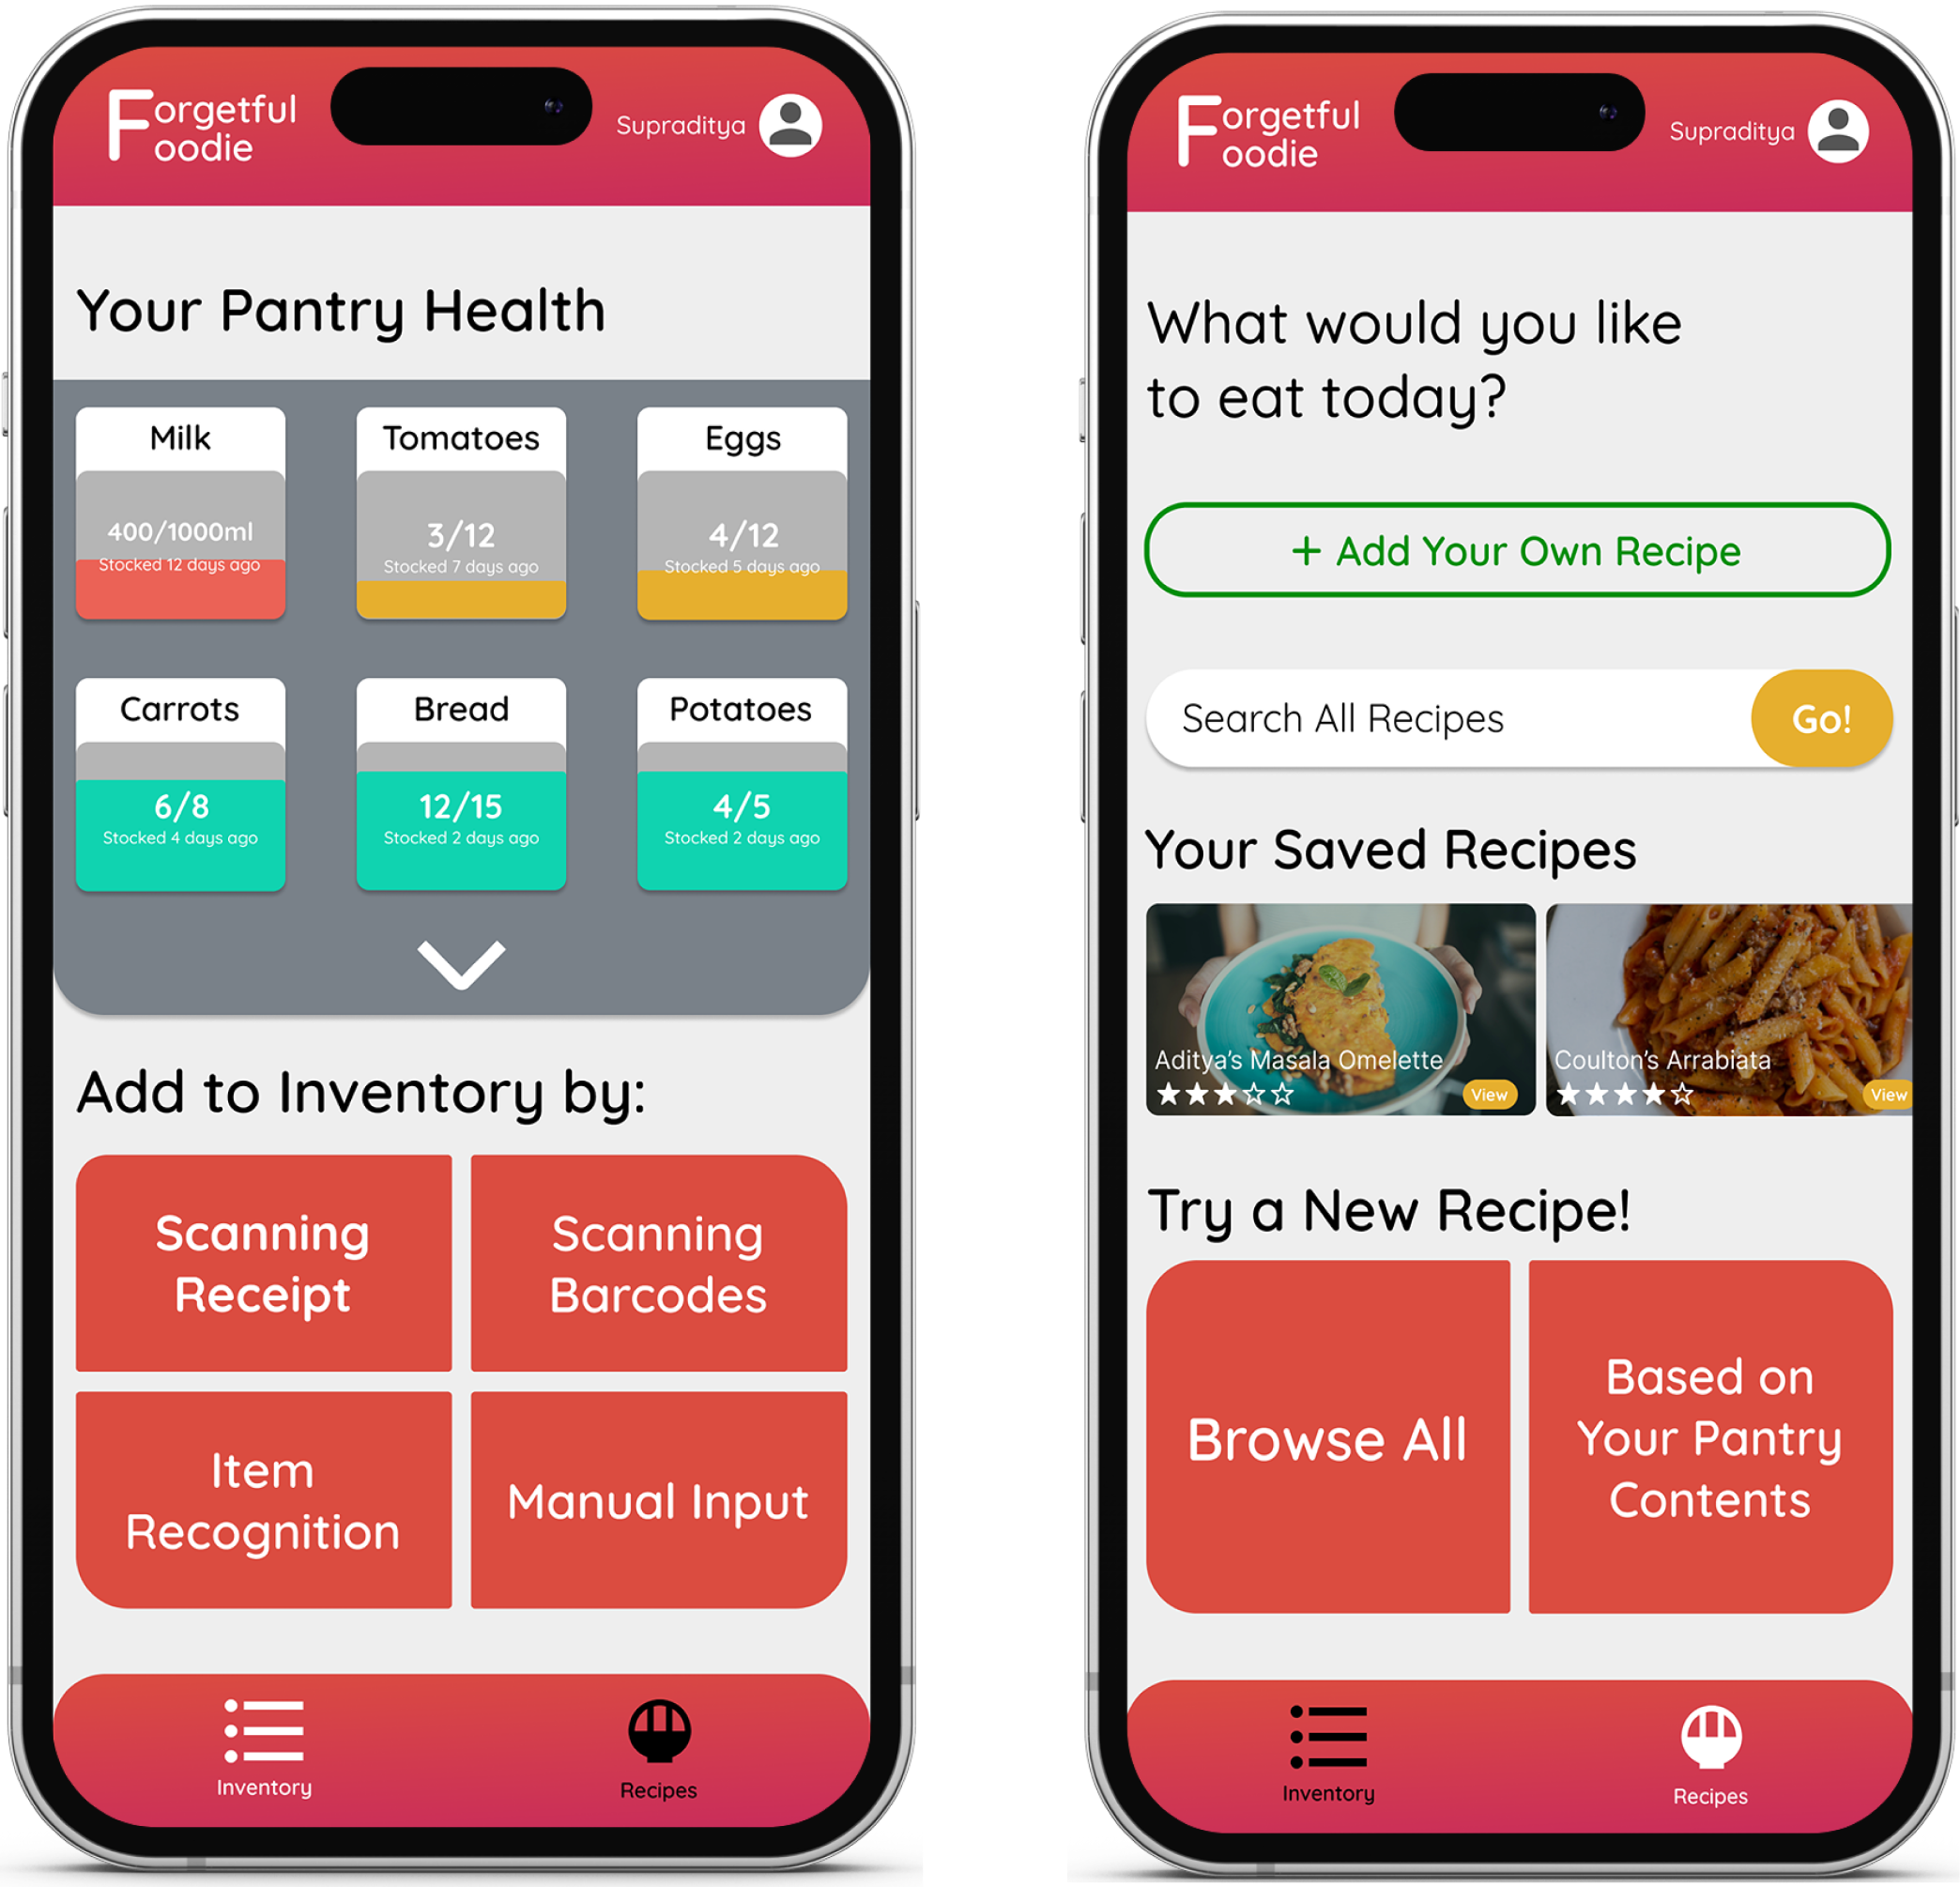 Forgetful
Foodie
Supraditya
Your Pantry Health
Milk
400/1000ml
Stocked 12 days ago
Tomatoes
3/12
Stocked 7 days ago
Eggs
4/12
Stocked 5 days ago
Carrots
6/8
Stocked 4 days ago
Bread
12/15
Stocked 2 days ago
Potatoes
4/5
Stocked 2 days ago
Add to Inventory by:
Scanning
Receipt
Scanning
Barcodes
Item
Recognition
Manual Input
Inventory
Recipes
Forgetful
Foodie
Supraditya
What would you like
to eat today?
+ Add Your Own Recipe
Search All Recipes
Go!
Your Saved Recipes
Aditya's Masala Omelette
View
Coulton's Arrabiata
View
Try a New Recipe!
Browse All
Based on
Your Pantry
Contents
Inventory
Recipes